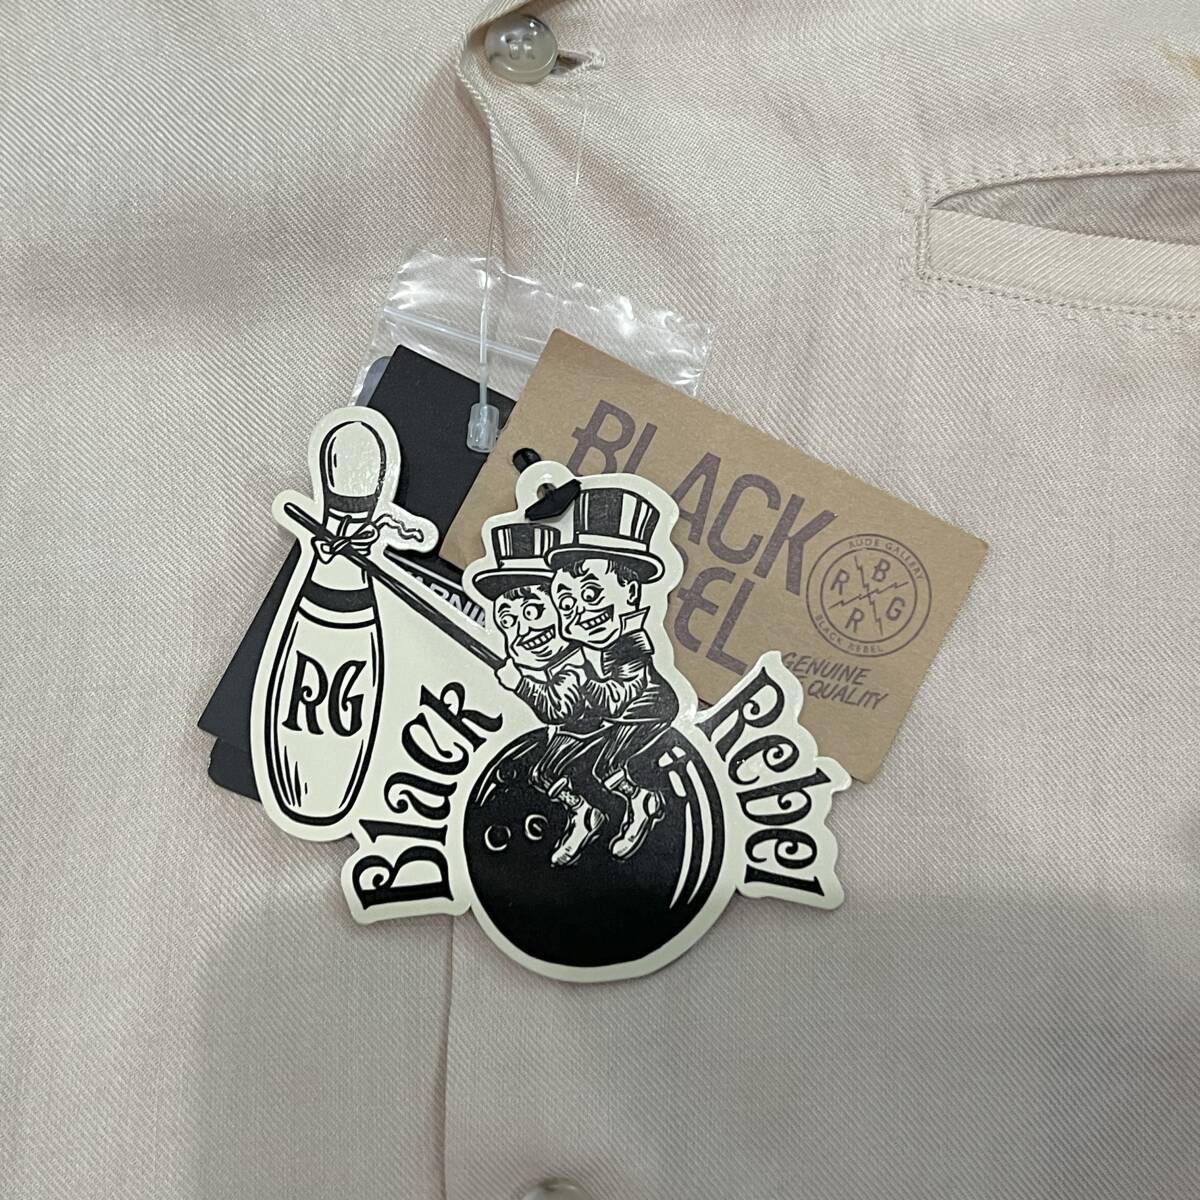 BLACK
REBEL
RUDE GALLERY
R B
R G
BLACK REBEL
GENUINE
QUALITY
RG
Black
Rebel